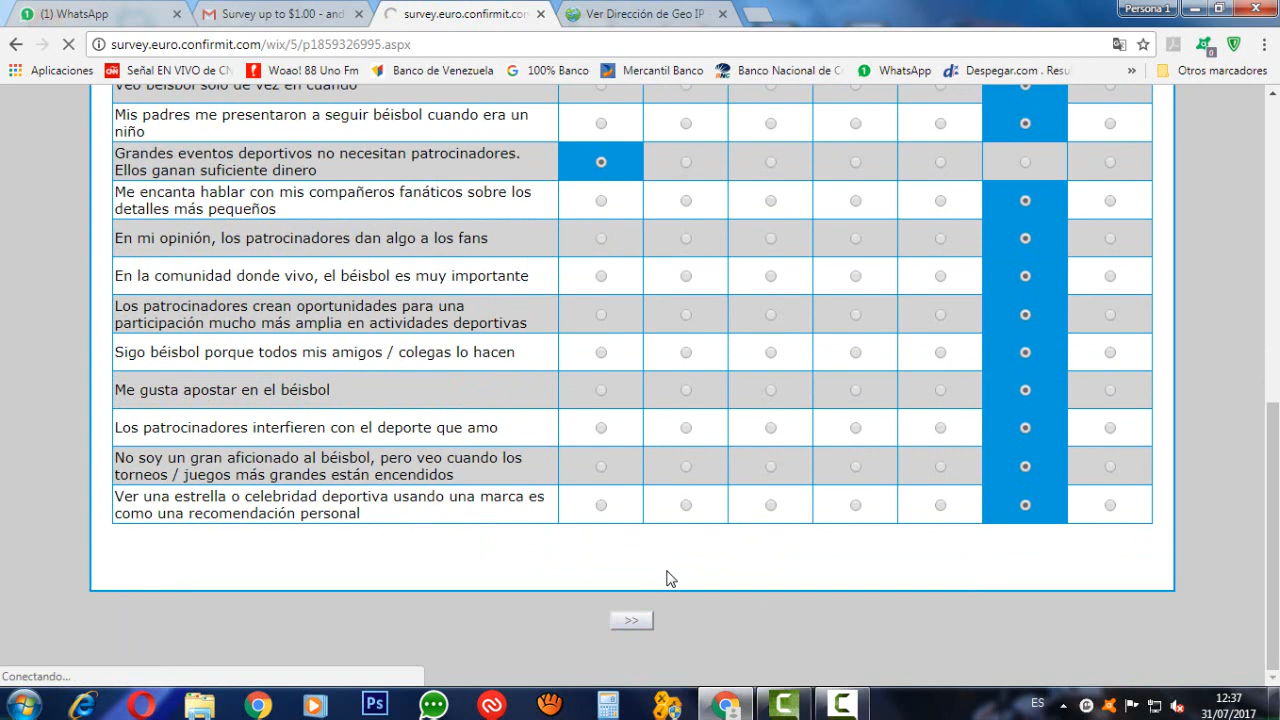 (1) WhatsApp
Survey up to $1.00 - and
survey.euro.confirmit.con
Ver Dirección de Geo IP
Persona 1
survey.euro.confirmit.com/wix/5/p1859326995.aspx
Aplicaciones
Señal EN VIVO de C
Woao! 88 Uno Fm
Banco de Venezuela
100% Banco
Mercantil Banco
Banco Nacional de C
WhatsApp
Despegar.com . Resu
»
Otros marcadores
Veo béisbol sólo de vez en cuando
Mis padres me presentaron a seguir béisbol cuando era un
niño
Grandes eventos deportivos no necesitan patrocinadores.
Ellos ganan suficiente dinero
Me encanta hablar con mis compañeros fanáticos sobre los
detalles más pequeños
En mi opinión, los patrocinadores dan algo a los fans
En la comunidad donde vivo, el béisbol es muy importante
Los patrocinadores crean oportunidades para una
participación mucho más amplia en actividades deportivas
Sigo béisbol porque todos mis amigos / colegas lo hacen
Me gusta apostar en el béisbol
Los patrocinadores interfieren con el deporte que amo
No soy un gran aficionado al béisbol, pero veo cuando los
torneos / juegos más grandes están encendidos
Ver una estrella o celebridad deportiva usando una marca es
como una recomendación personal
>>
Conectando...
ES
12:37
31/07/2017